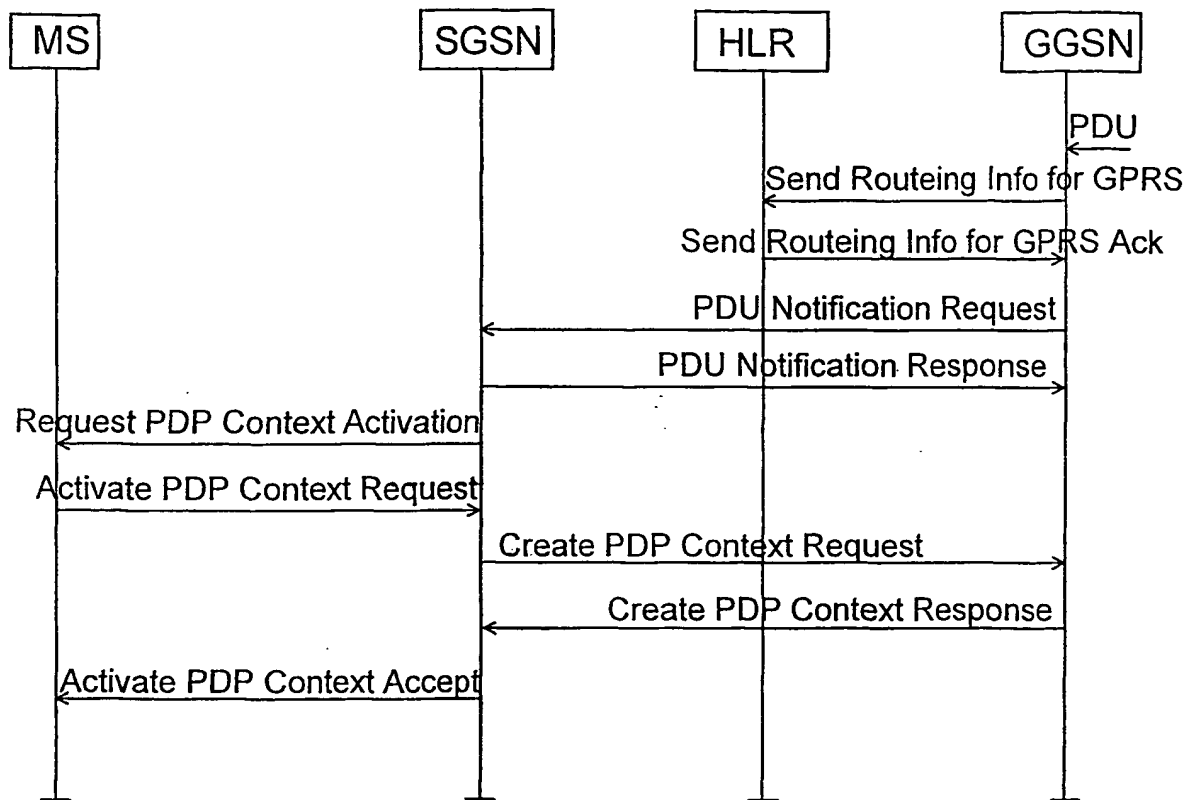 MS
SGSN
HLR
GGSN
PDU
Send Routeing Info for GPRS
Send Routeing Info for GPRS Ack
PDU Notification Request
PDU Notification Response
Request PDP Context Activation
Activate PDP Context Request
Create PDP Context Request
Create PDP Context Response
Activate PDP Context Accept